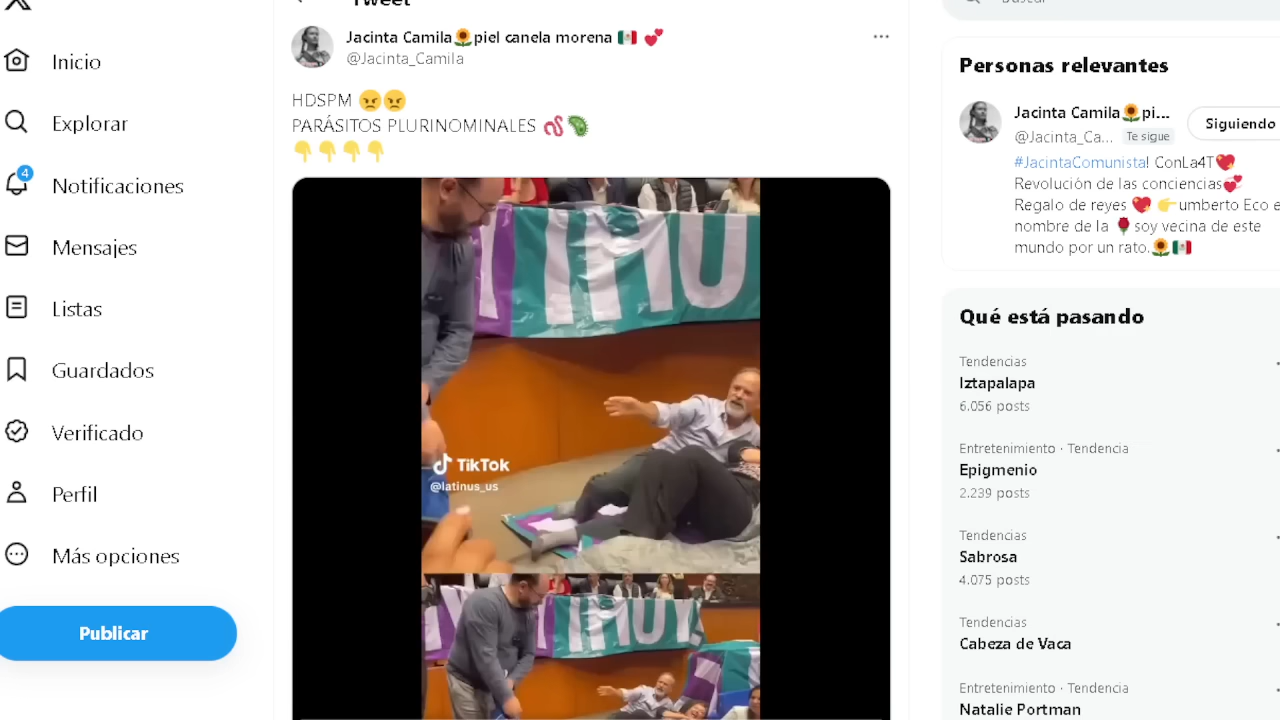 Inicio
Explorar
4
Notificaciones
Mensajes
Listas
Guardados
Verificado
Perfil
Más opciones
Publicar
Tweet
Jacinta Camila🌻piel canela morena 🇲🇽 💕
@Jacinta_Camila
HDSPM 😠😠
PARÁSITOS PLURINOMINALES 🪱🦠
👇👇👇👇
TikTok
@latinus_us
Buscar
Personas relevantes
Jacinta Camila🌻pi...
@Jacinta_Ca...
Te sigue
Siguiendo
#JacintaComunista! ConLa4T💖
Revolución de las conciencias💕
Regalo de reyes 💖 👉umberto Eco e
nombre de la 🌹soy vecina de este
mundo por un rato.🌻🇲🇽
Qué está pasando
Tendencias
Iztapalapa
6.056 posts
Entretenimiento · Tendencia
Epigmenio
2.239 posts
Tendencias
Sabrosa
4.075 posts
Tendencias
Cabeza de Vaca
Entretenimiento · Tendencia
Natalie Portman